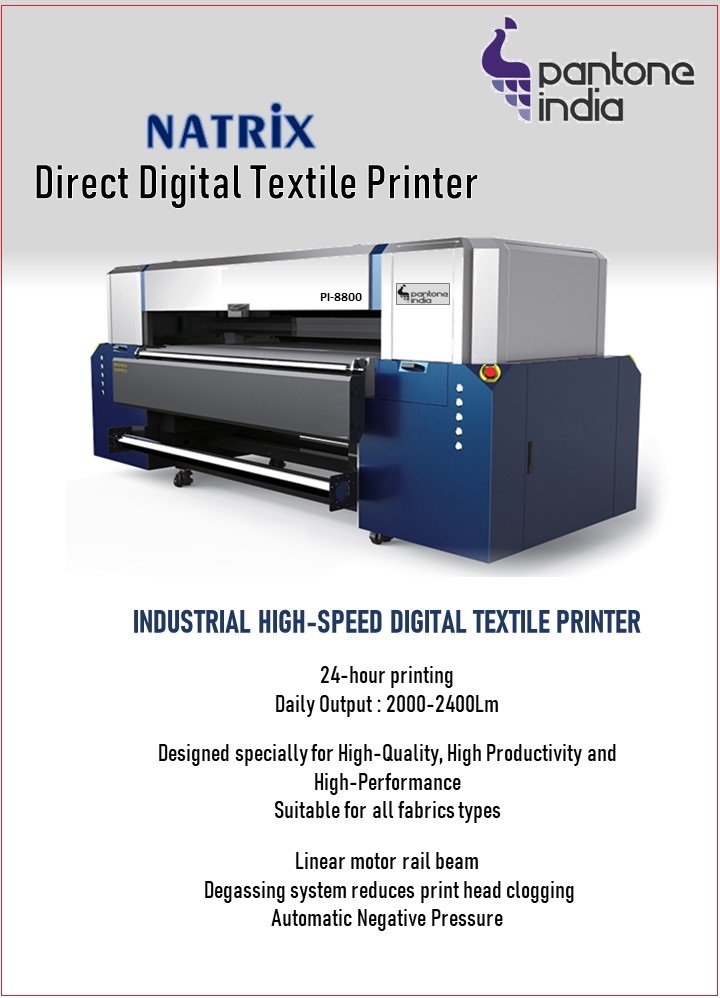 pantone
india
NATRiX
Direct Digital Textile Printer
PI-8800
pantone
india
INDUSTRIAL HIGH-SPEED DIGITAL TEXTILE PRINTER
24-hour printing
Daily Output : 2000-2400Lm
Designed specially for High-Quality, High Productivity and
High-Performance
Suitable for all fabrics types
Linear motor rail beam
Degassing system reduces print head clogging
Automatic Negative Pressure